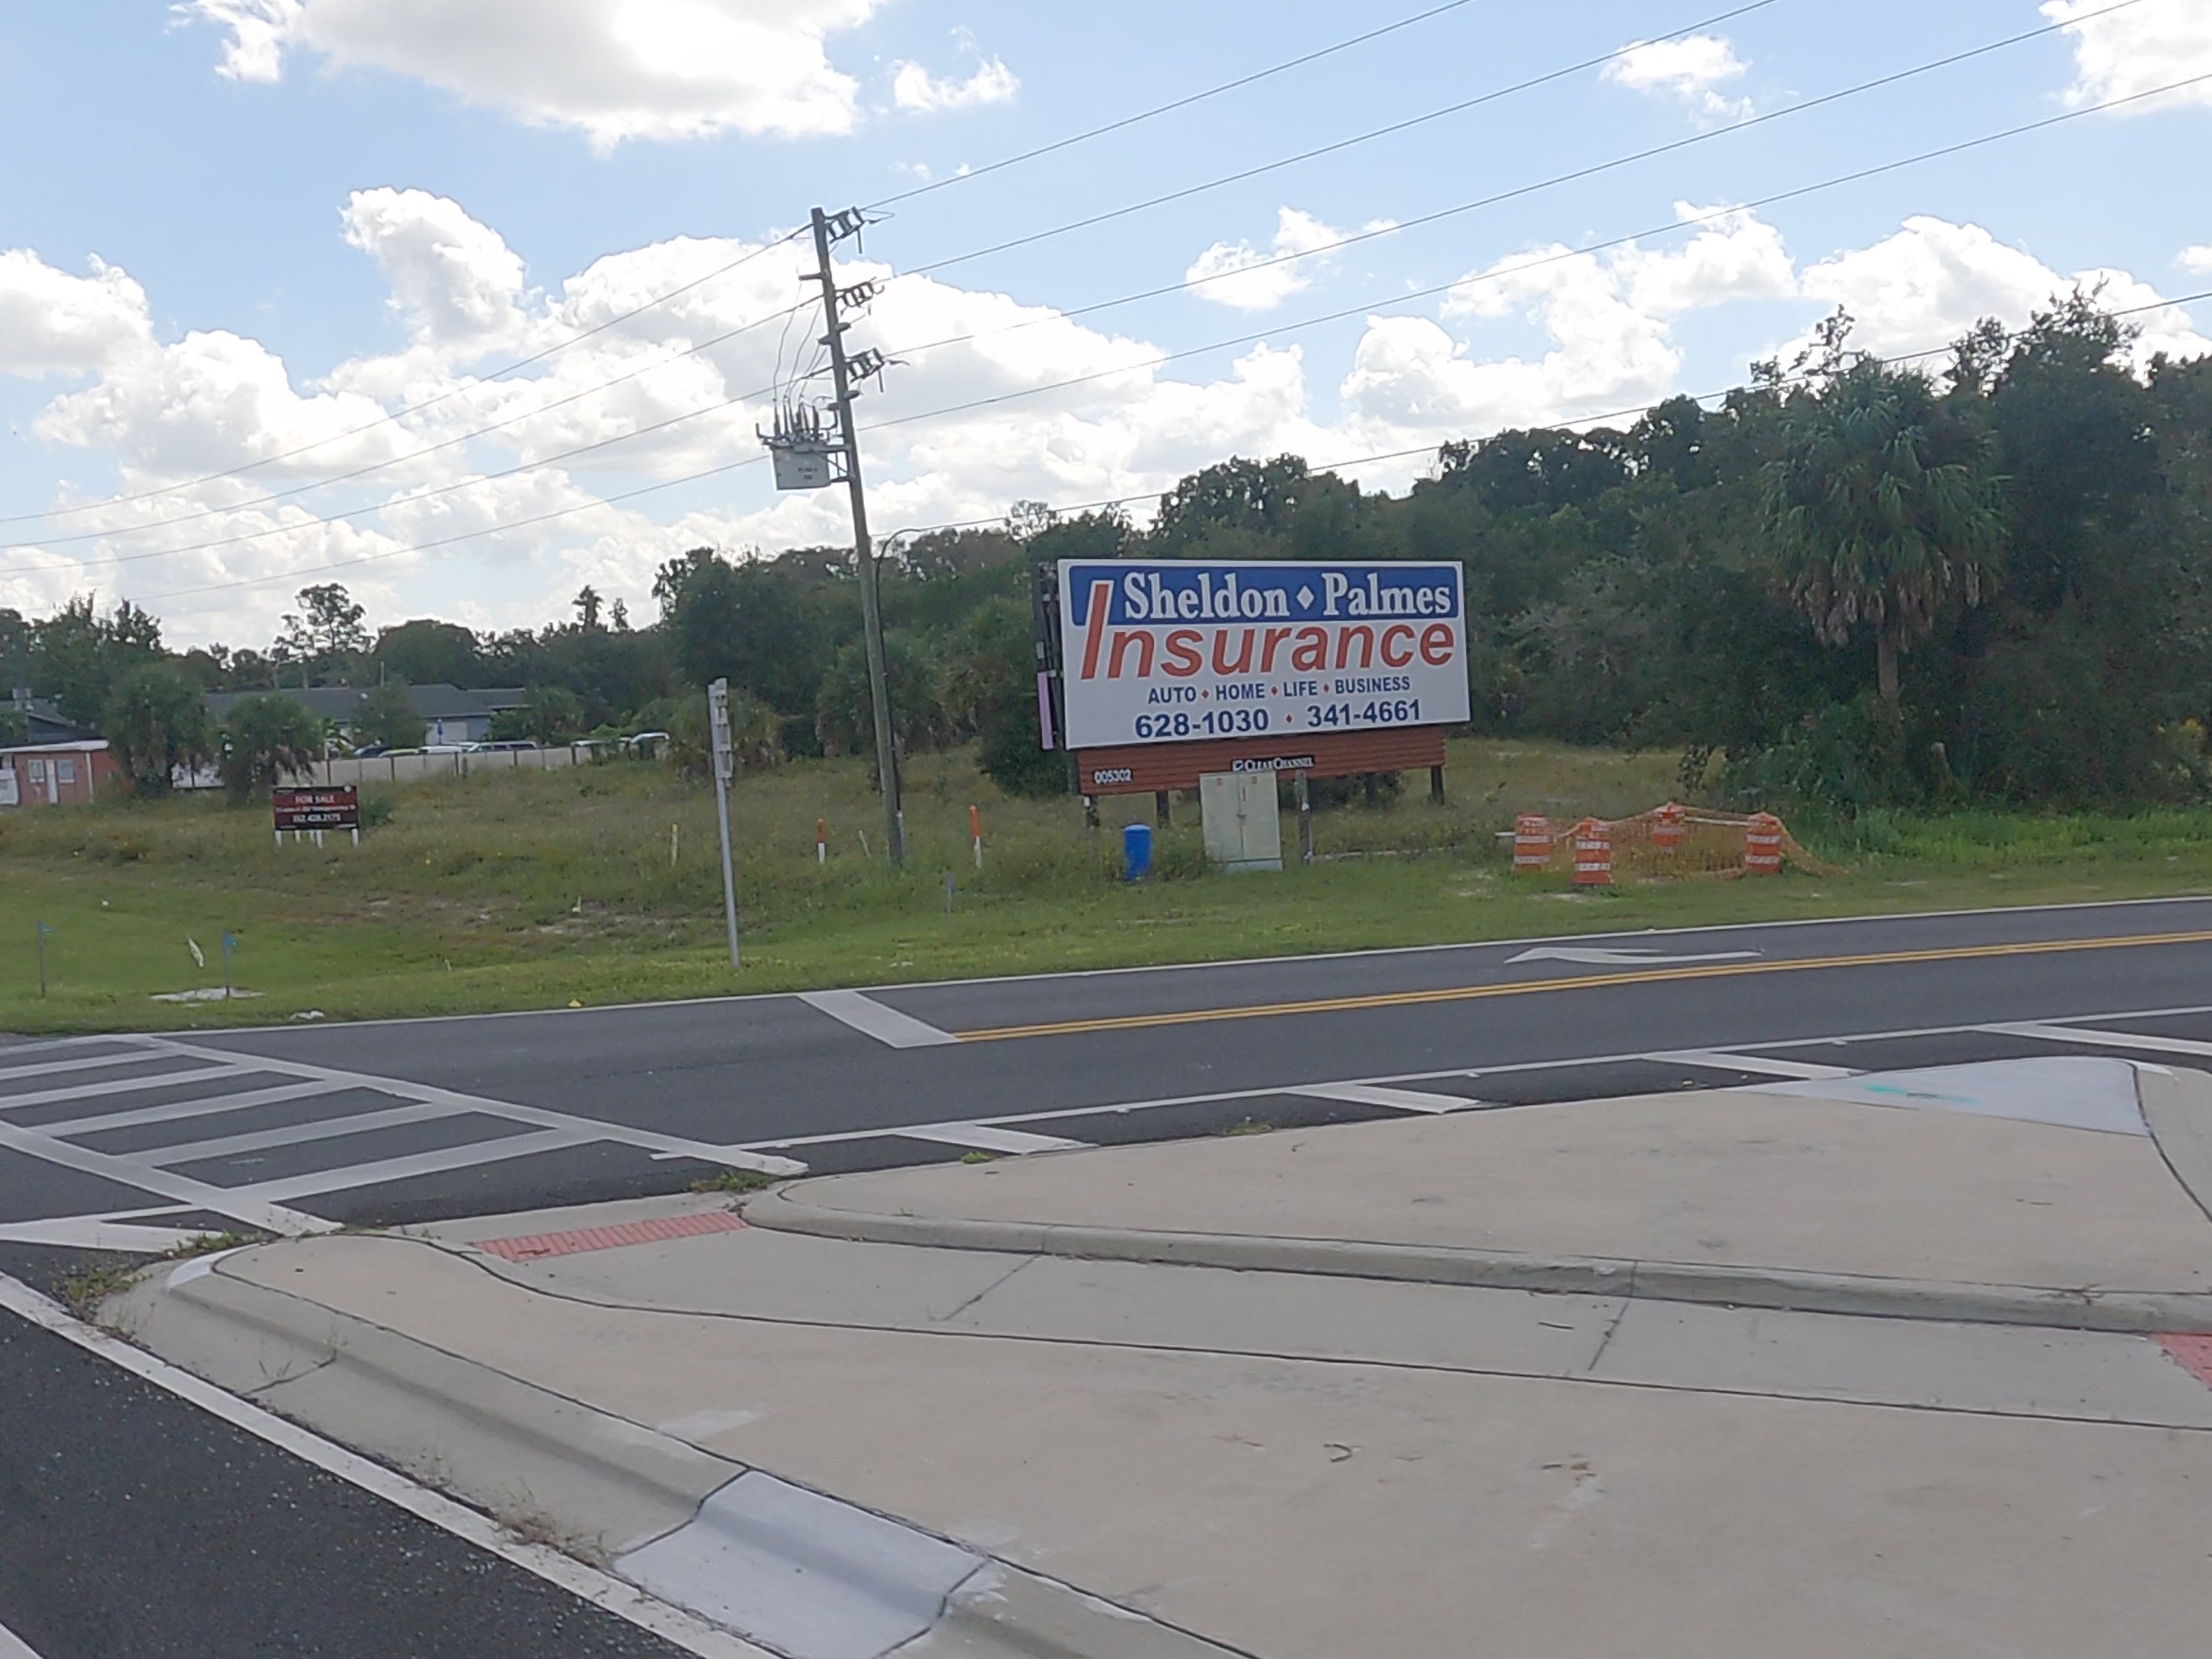 Sheldon ♦ Palmes
Insurance
AUTO ♦ HOME ♦ LIFE ♦ BUSINESS
628-1030 ♦ 341-4661
005302
CLEAR CHANNEL
FOR SALE